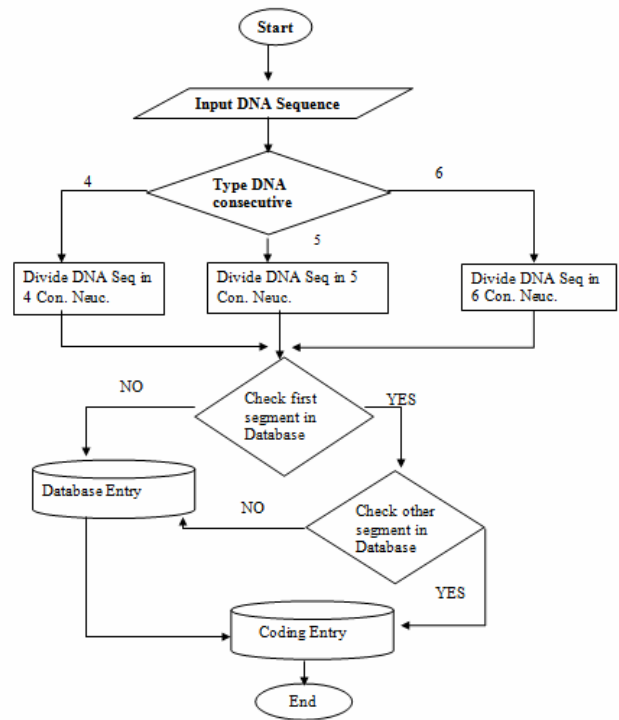 Start
Input DNA Sequence
4
Type DNA
consecutive
6
5
Divide DNA Seq in
4 Con. Neuc.
Divide DNA Seq in 5
Con. Neuc.
Divide DNA Seq in
6 Con. Neuc.
NO
Check first
segment in
Database
YES
Database Entry
NO
Check other
segment in
Database
YES
Coding Entry
End